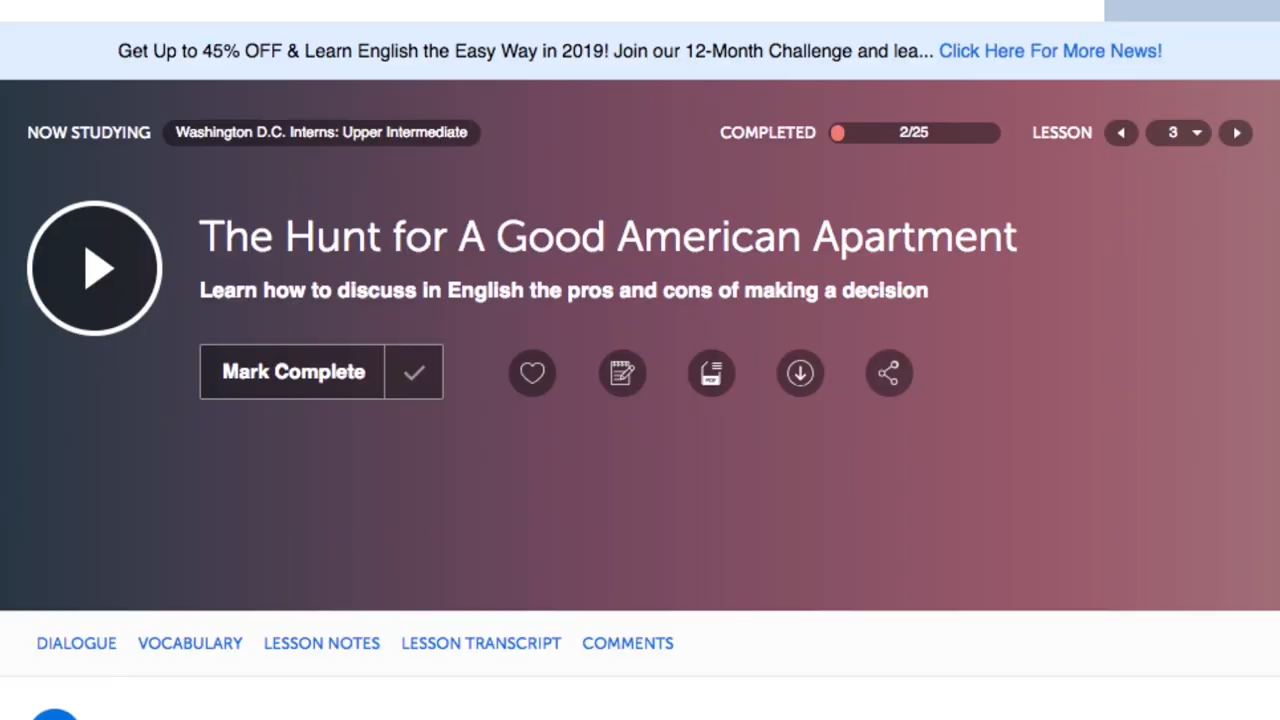 Get Up to 45% OFF & Learn English the Easy Way in 2019! Join our 12-Month Challenge and lea... Click Here For More News!
NOW STUDYING Washington D.C. Interns: Upper Intermediate COMPLETED 2/25 LESSON 3
The Hunt for A Good American Apartment
Learn how to discuss in English the pros and cons of making a decision
Mark Complete
PDF
DIALOGUE VOCABULARY LESSON NOTES LESSON TRANSCRIPT COMMENTS